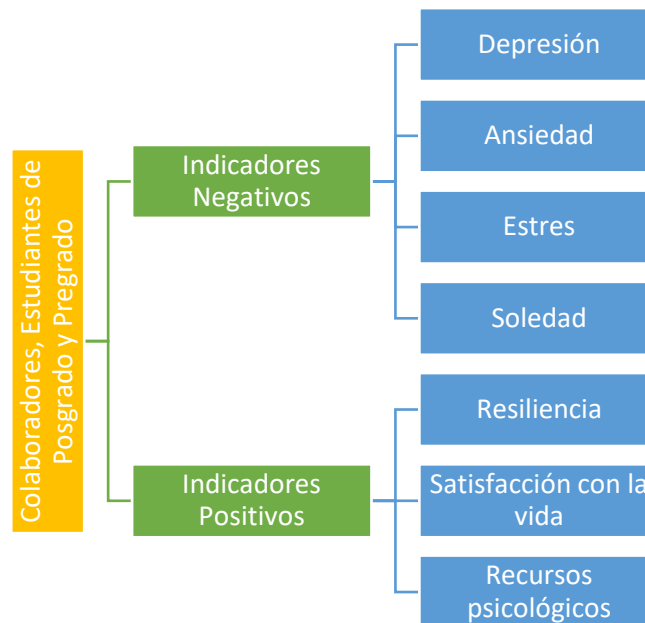 Colaboradores, Estudiantes de
Posgrado y Pregrado
Indicadores
Negativos
Depresión
Ansiedad
Estres
Soledad
Indicadores
Positivos
Resiliencia
Satisfacción con la
vida
Recursos
psicológicos